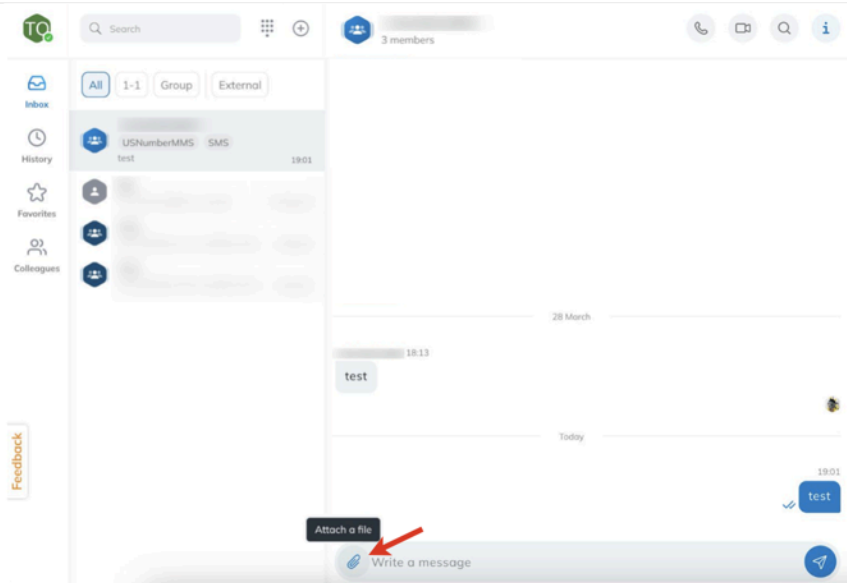 TO
Search
3 members
Inbox
History
Favorites
Colleagues
Feedback
All 1-1 Group External
USNumberMMS SMS
test 19:01
28 March
18:13
test
Today
19:01
test
Attach a file
Write a message